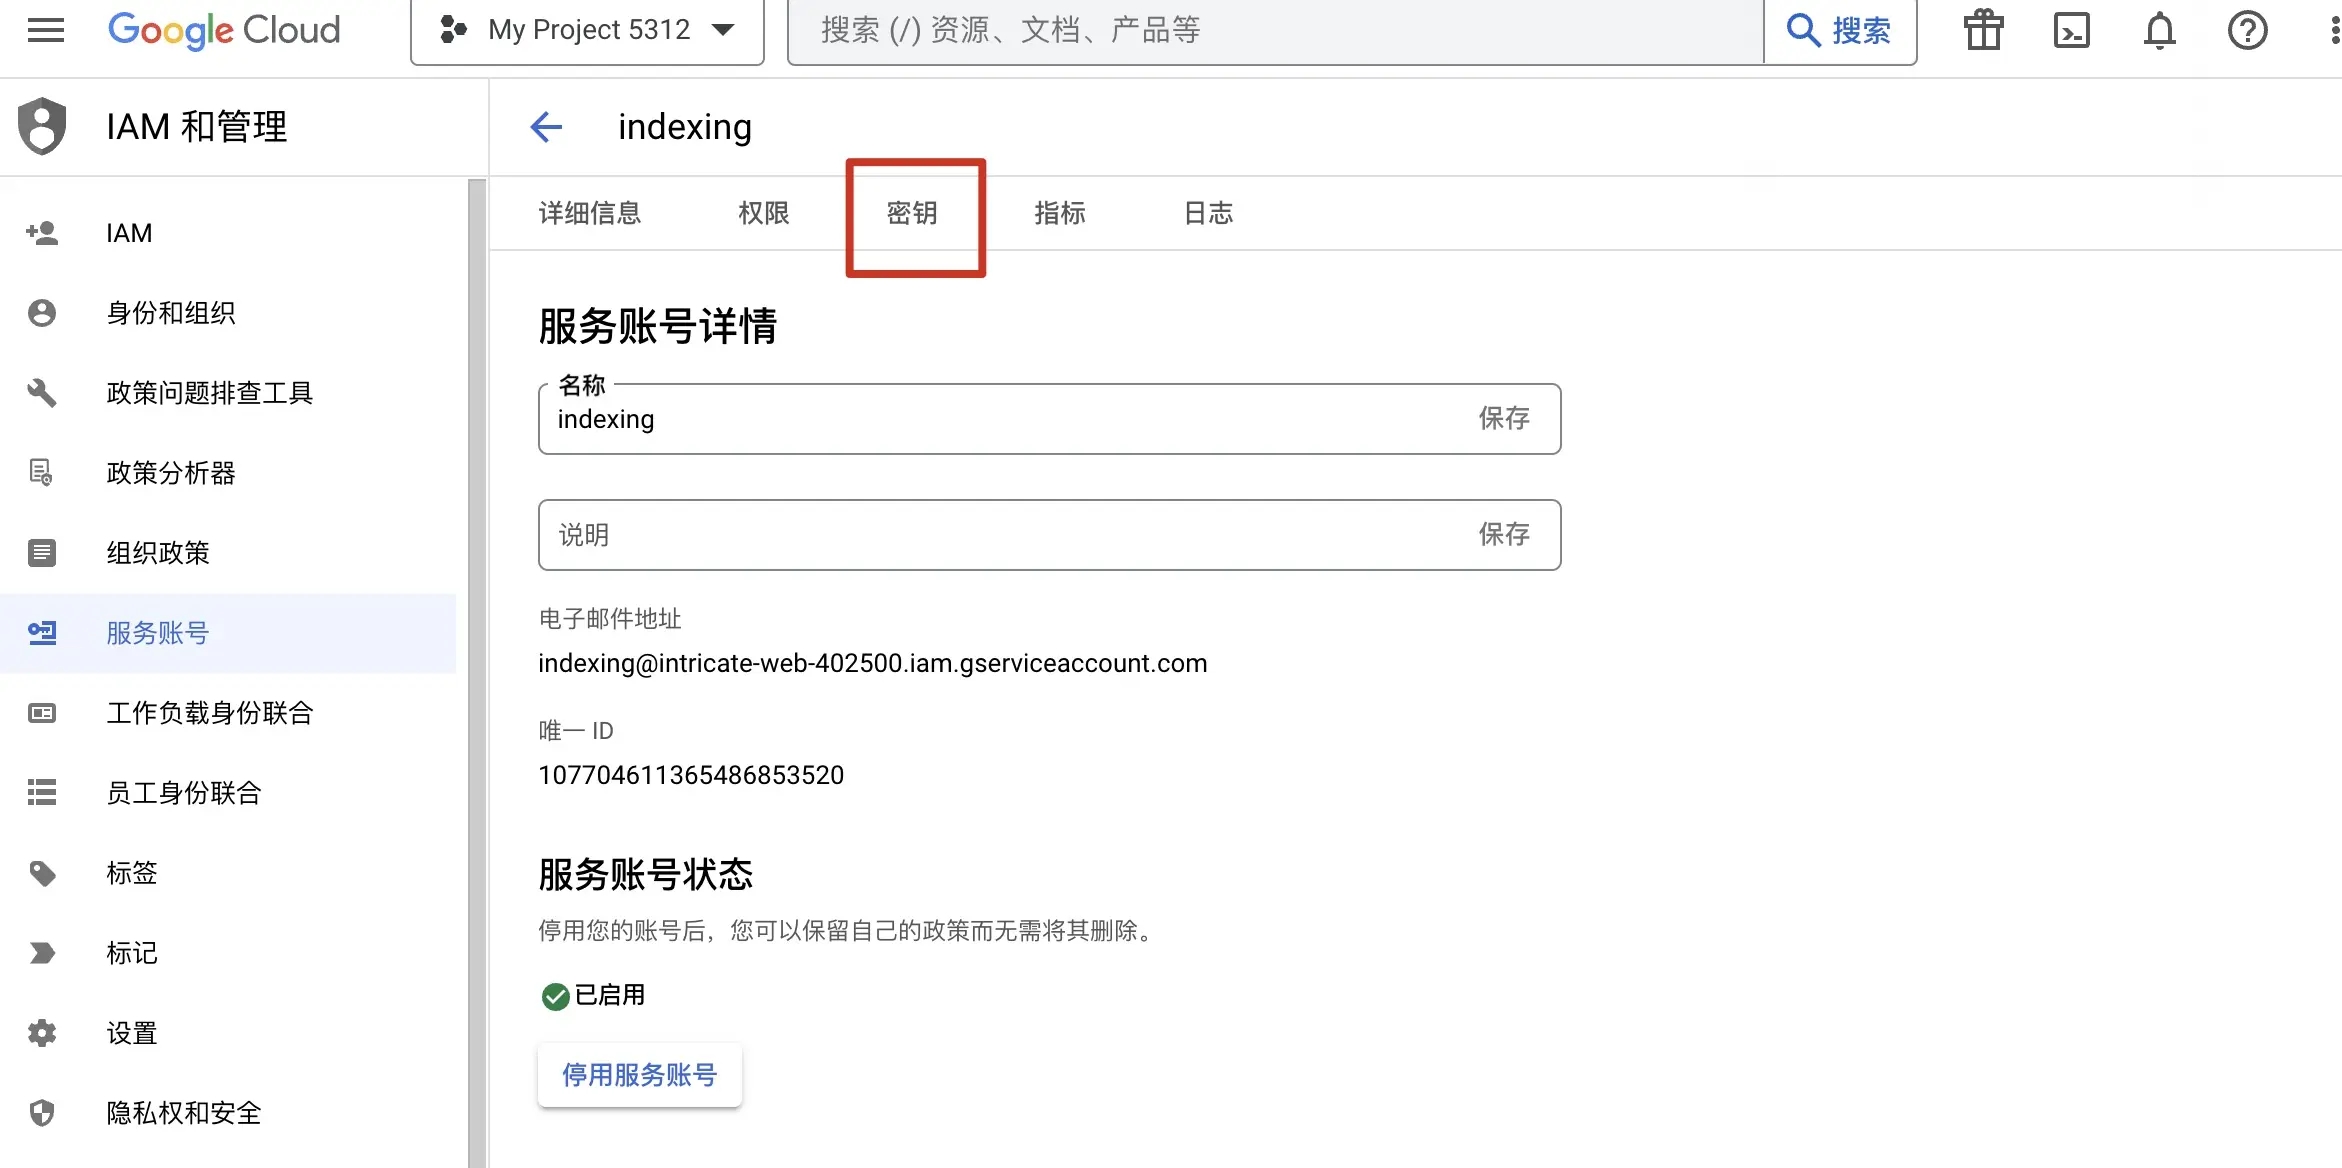 Google Cloud
My Project 5312
搜索 (/) 资源、文档、产品等
搜索
IAM 和管理
indexing
详细信息
权限
密钥
指标
日志
IAM
身份和组织
政策问题排查工具
政策分析器
组织政策
服务账号
工作负载身份联合
员工身份联合
标签
标记
设置
隐私权和安全
服务账号详情
名称
indexing
保存
说明
保存
电子邮件地址
indexing@intricate-web-402500.iam.gserviceaccount.com
唯一 ID
107704611365486853520
服务账号状态
停用您的账号后，您可以保留自己的政策而无需将其删除。
已启用
停用服务账号